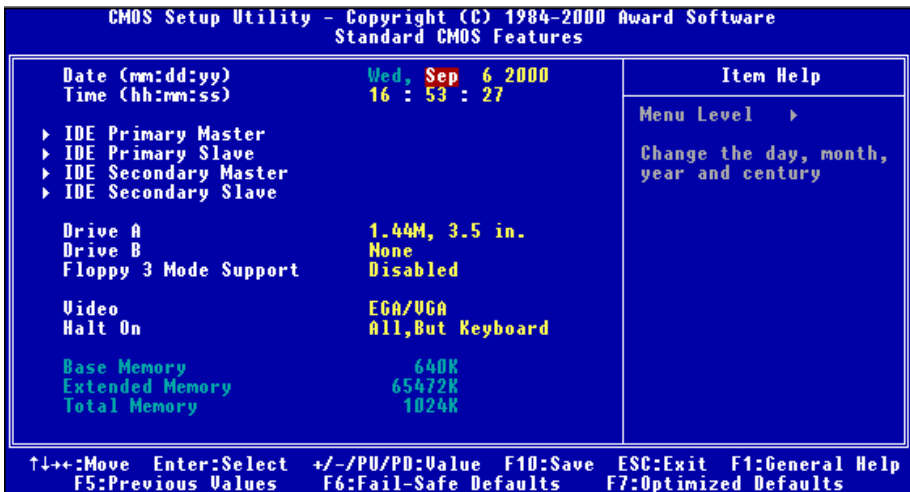 CMOS Setup Utility - Copyright (C) 1984-2000 Award Software
Standard CMOS Features
Date (mm:dd:yy) Wed, Sep 6 2000
Time (hh:mm:ss) 16 : 53 : 27
▸ IDE Primary Master
▸ IDE Primary Slave
▸ IDE Secondary Master
▸ IDE Secondary Slave
Drive A 1.44M, 3.5 in.
Drive B None
Floppy 3 Mode Support Disabled
Video EGA/VGA
Halt On All,But Keyboard
Base Memory 640K
Extended Memory 65472K
Total Memory 1024K
Item Help
Menu Level ▸
Change the day, month,
year and century
↑↓→←:Move Enter:Select +/-/PU/PD:Value F10:Save ESC:Exit F1:General Help
F5:Previous Values F6:Fail-Safe Defaults F7:Optimized Defaults